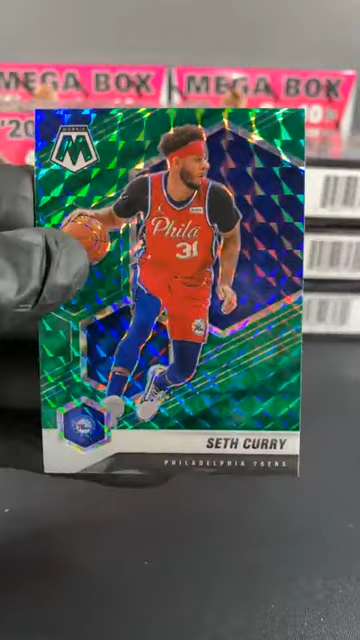 MEGA BOX
MEGA BOX
'20
MOSAIC
M
Phila
31
SETH CURRY
PHILADELPHIA 76ERS